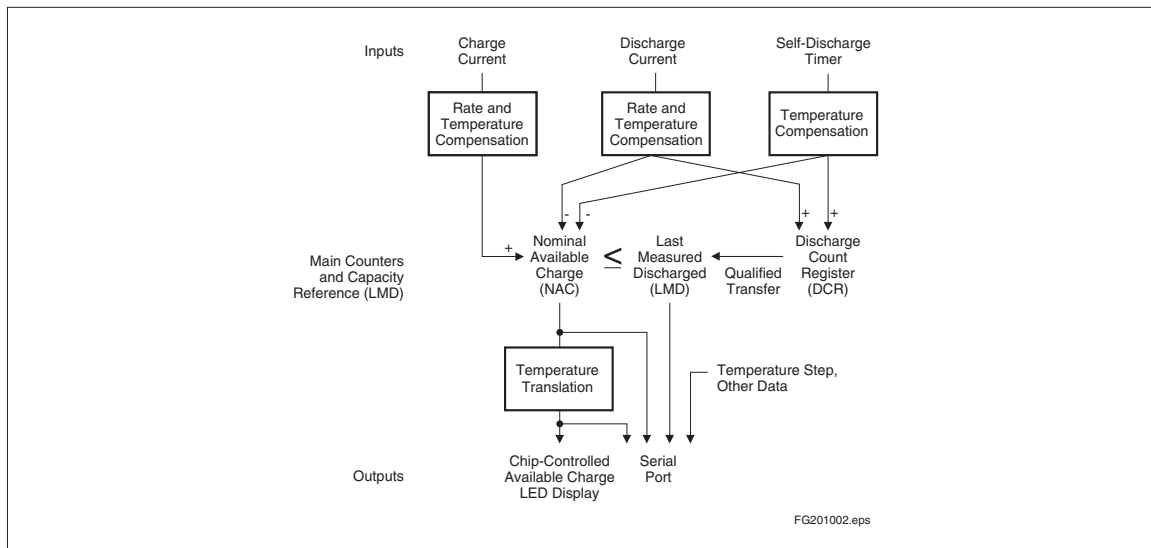 Inputs
Charge
Current
Discharge
Current
Self-Discharge
Timer
Rate and
Temperature
Compensation
Rate and
Temperature
Compensation
Temperature
Compensation
-
-
+
+
+
Main Counters
and Capacity
Reference (LMD)
Nominal
Available
Charge
(NAC)
≤
Last
Measured
Discharged
(LMD)
Qualified
Transfer
Discharge
Count
Register
(DCR)
Temperature
Translation
Temperature Step,
Other Data
Outputs
Chip-Controlled
Available Charge
LED Display
Serial
Port
FG201002.eps